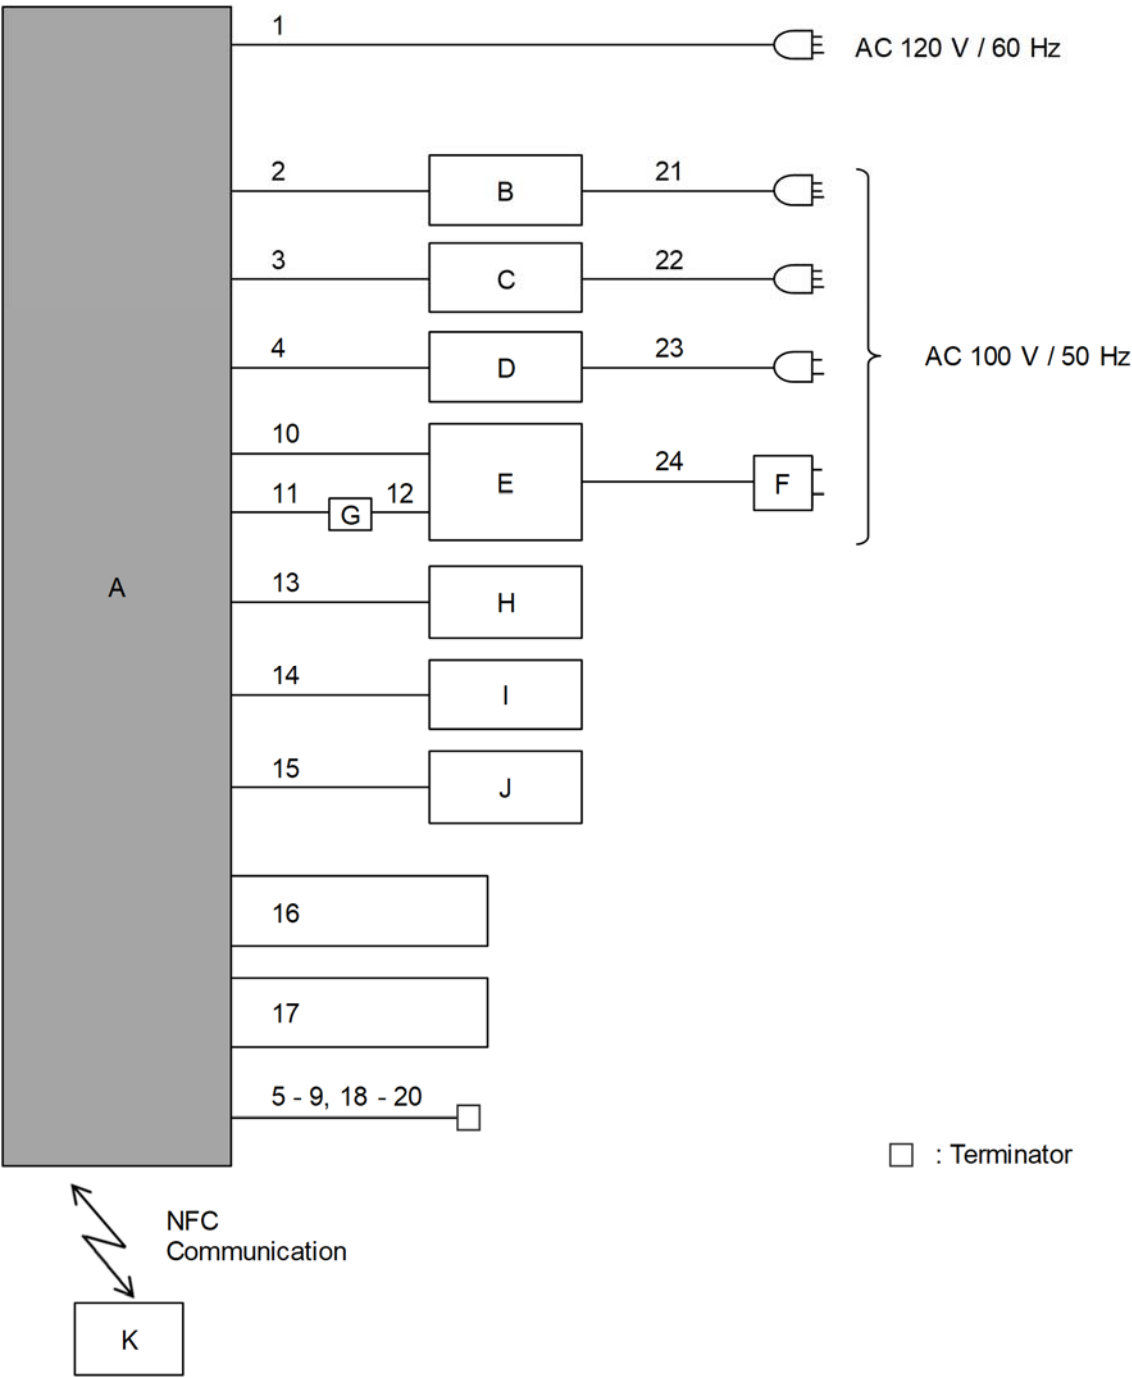 1
AC 120 V / 60 Hz
2
B
21
3
C
22
4
D
23
AC 100 V / 50 Hz
10
E
24
F
11
G
12
A
13
H
14
I
15
J
16
17
5 - 9, 18 - 20
: Terminator
NFC
Communication
K